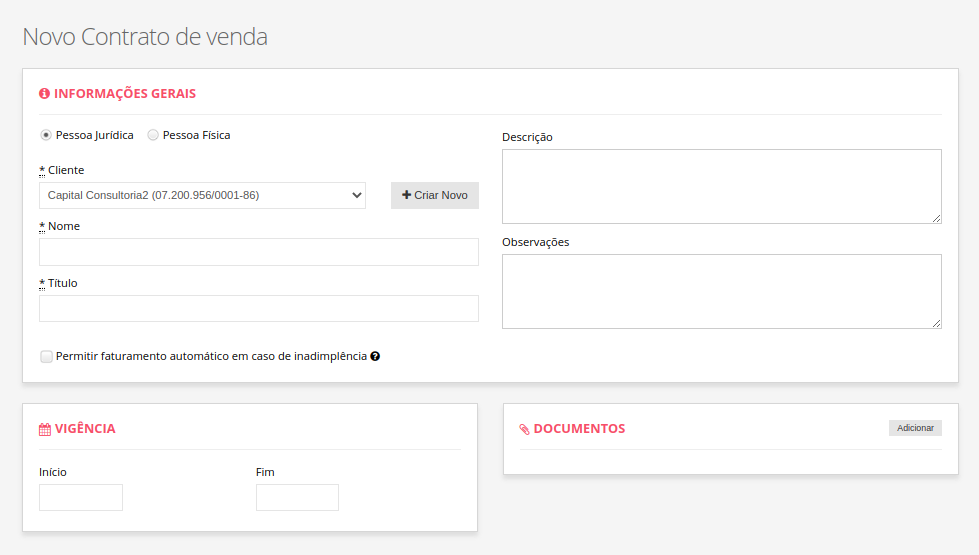 Novo Contrato de venda
INFORMAÇÕES GERAIS
Pessoa Jurídica Pessoa Física
* Cliente
Capital Consultoria2 (07.200.956/0001-86)
+ Criar Novo
* Nome
* Título
Permitir faturamento automático em caso de inadimplência ?
Descrição
Observações
VIGÊNCIA
Início Fim
DOCUMENTOS
Adicionar